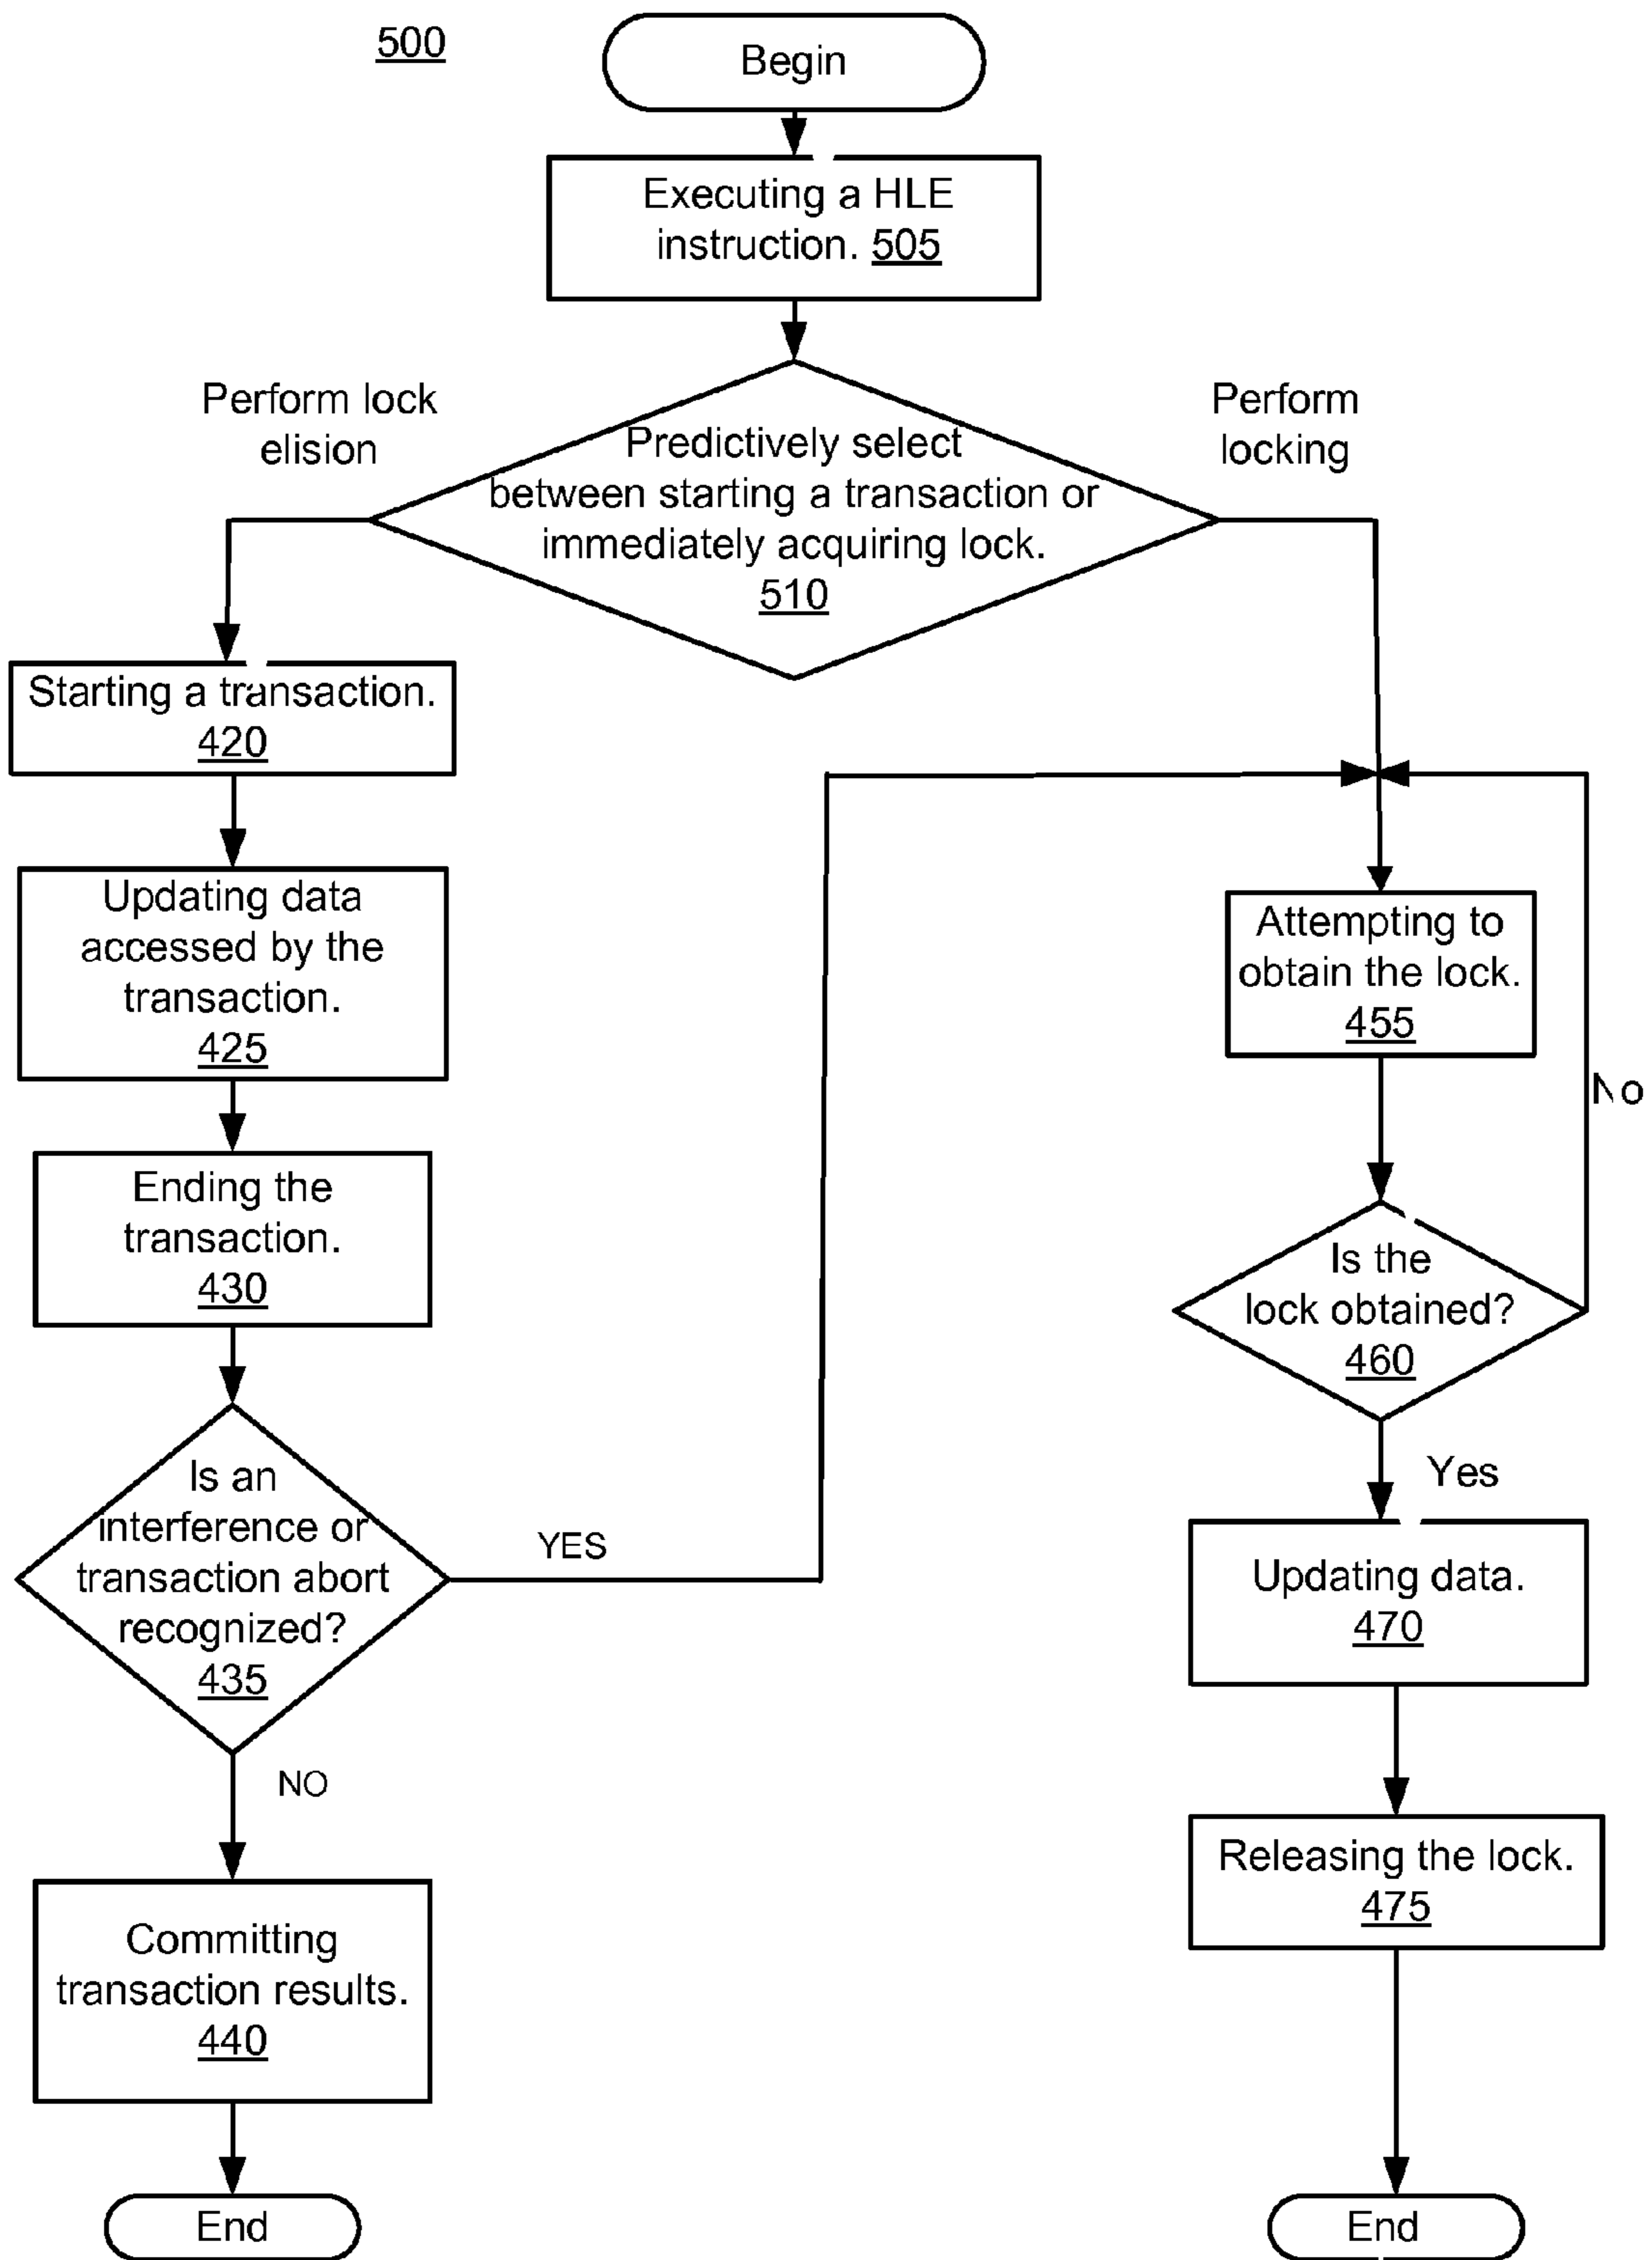 500
Begin
Executing a HLE
instruction. 505
Perform lock
elision
Predictively select
between starting a transaction or
immediately acquiring lock.
510
Perform
locking
Starting a transaction.
420
Updating data
accessed by the
transaction.
425
Ending the
transaction.
430
Is an
interference or
transaction abort
recognized?
435
YES
NO
Committing
transaction results.
440
End
Attempting to
obtain the lock.
455
No
Is the
lock obtained?
460
Yes
Updating data.
470
Releasing the lock.
475
End